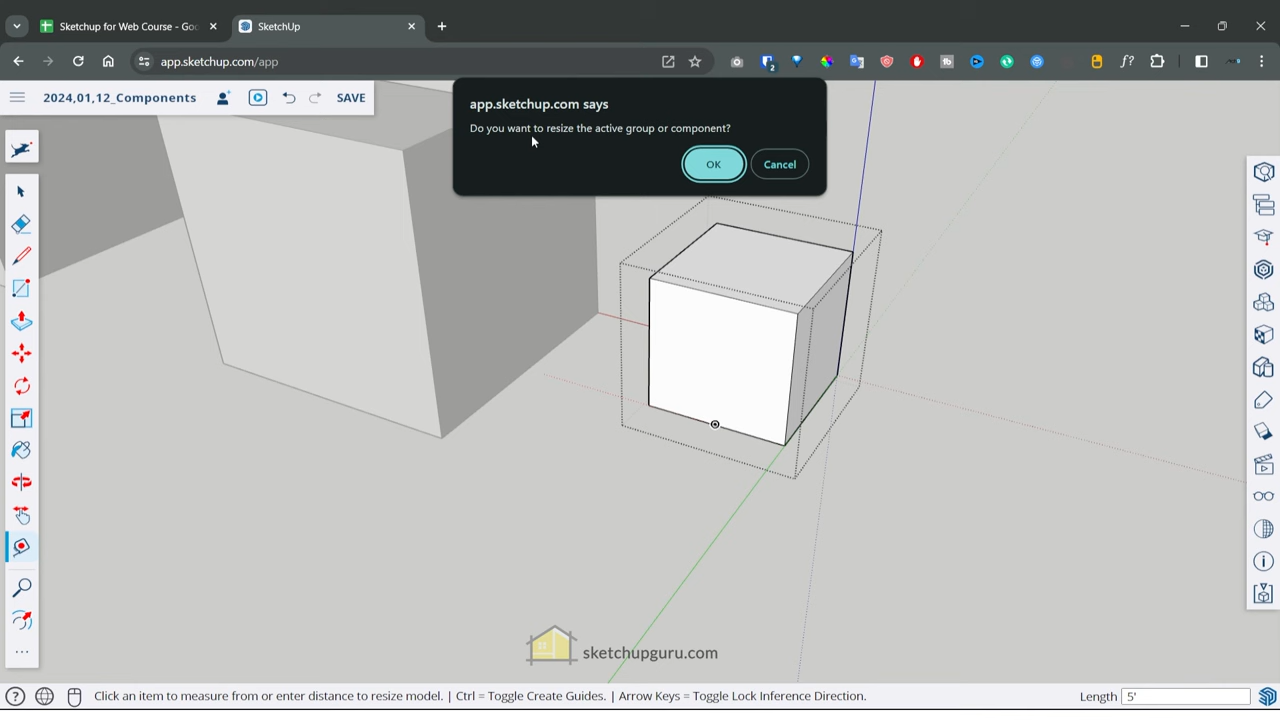 Sketchup for Web Course - Goo
SketchUp
app.sketchup.com/app
2
f?
2024,01,12_Components
SAVE
app.sketchup.com says
Do you want to resize the active group or component?
OK
Cancel
sketchupguru.com
Click an item to measure from or enter distance to resize model. | Ctrl = Toggle Create Guides. | Arrow Keys = Toggle Lock Inference Direction.
Length 5'